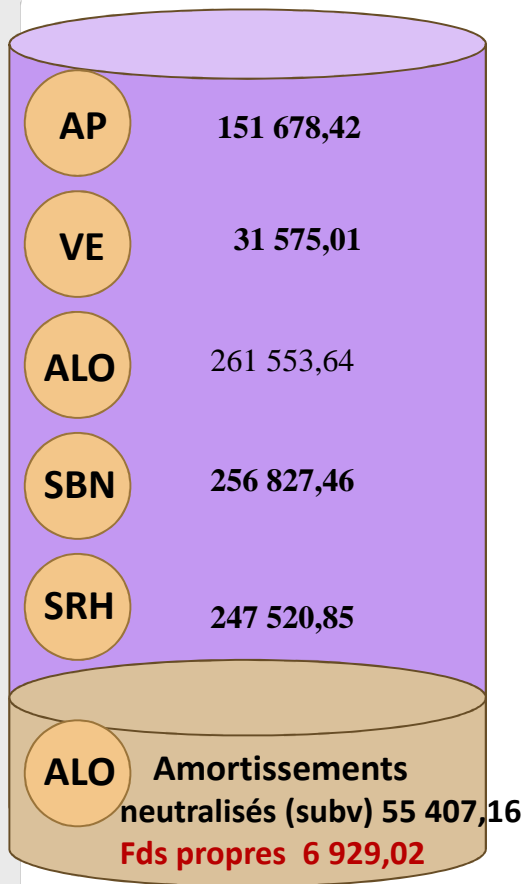 AP 151 678,42
VE 31 575,01
ALO 261 553,64
SBN 256 827,46
SRH 247 520,85
ALO Amortissements
neutralisés (subv) 55 407,16
Fds propres 6 929,02